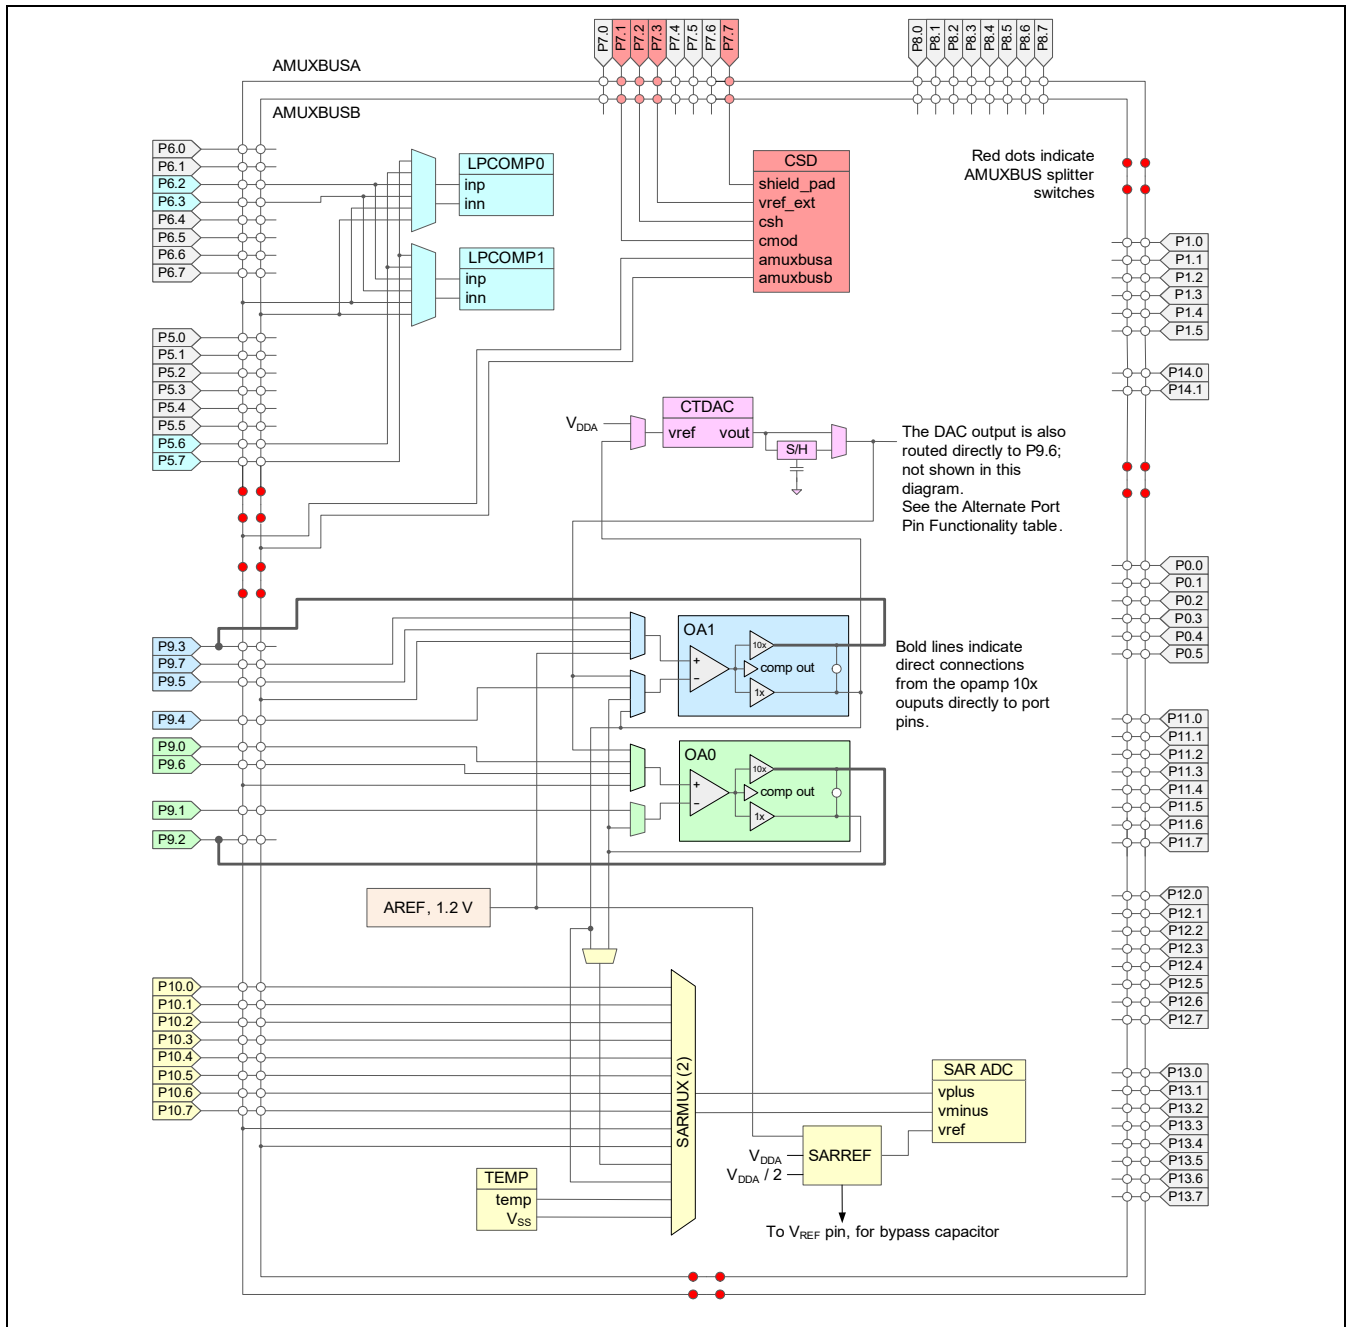 P7.0
P7.1
P7.2
P7.3
P7.4
P7.5
P7.6
P7.7
P8.0
P8.1
P8.2
P8.3
P8.4
P8.5
P8.6
P8.7
AMUXBUSA
AMUXBUSB
P6.0
P6.1
P6.2
P6.3
P6.4
P6.5
P6.6
P6.7
LPCOMP0
inp
inn
LPCOMP1
inp
inn
CSD
shield_pad
vref_ext
csh
cmod
amuxbusa
amuxbusb
Red dots indicate
AMUXBUS splitter
switches
P1.0
P1.1
P1.2
P1.3
P1.4
P1.5
P14.0
P14.1
P5.0
P5.1
P5.2
P5.3
P5.4
P5.5
P5.6
P5.7
VDDA
CTDAC
vref vout
S/H
The DAC output is also
routed directly to P9.6;
not shown in this
diagram.
See the Alternate Port
Pin Functionality table.
P0.0
P0.1
P0.2
P0.3
P0.4
P0.5
P9.3
P9.7
P9.5
P9.4
P9.0
P9.6
P9.1
P9.2
OA1
+
−
10x
comp out
1x
Bold lines indicate
direct connections
from the opamp 10x
ouputs directly to port
pins.
OA0
+
−
10x
comp out
1x
P11.0
P11.1
P11.2
P11.3
P11.4
P11.5
P11.6
P11.7
AREF, 1.2 V
P12.0
P12.1
P12.2
P12.3
P12.4
P12.5
P12.6
P12.7
P10.0
P10.1
P10.2
P10.3
P10.4
P10.5
P10.6
P10.7
SARMUX (2)
SAR ADC
vplus
vminus
vref
VDDA
VDDA / 2
SARREF
TEMP
temp
VSS
To VREF pin, for bypass capacitor
P13.0
P13.1
P13.2
P13.3
P13.4
P13.5
P13.6
P13.7